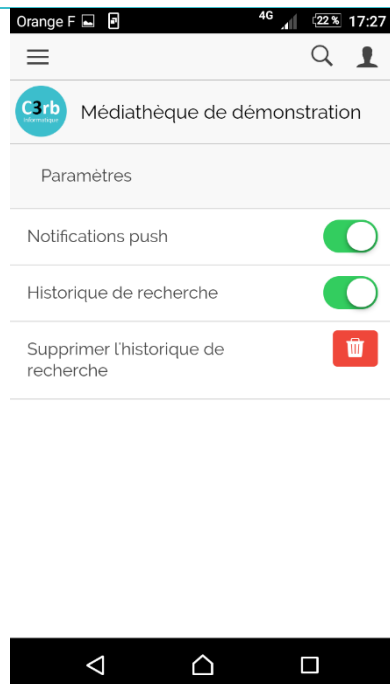 Orange F 4G 22% 17:27
C3rb
Informatique
Médiathèque de démonstration
Paramètres
Notifications push
Historique de recherche
Supprimer l'historique de
recherche